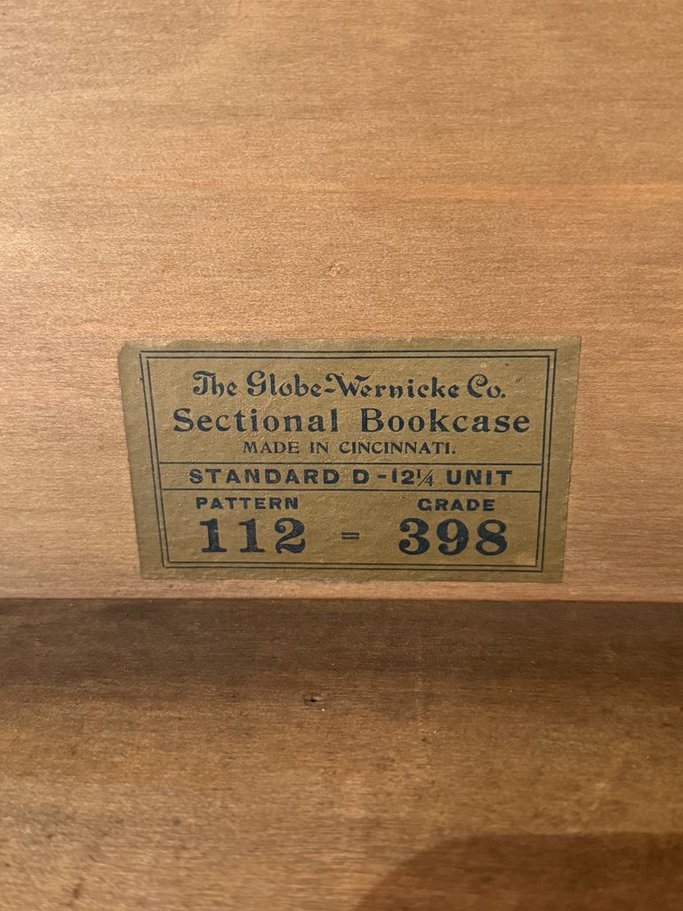 The Globe-Wernicke Co.
Sectional Bookcase
MADE IN CINCINNATI.
STANDARD D-12¼ UNIT
PATTERN GRADE
112 = 398